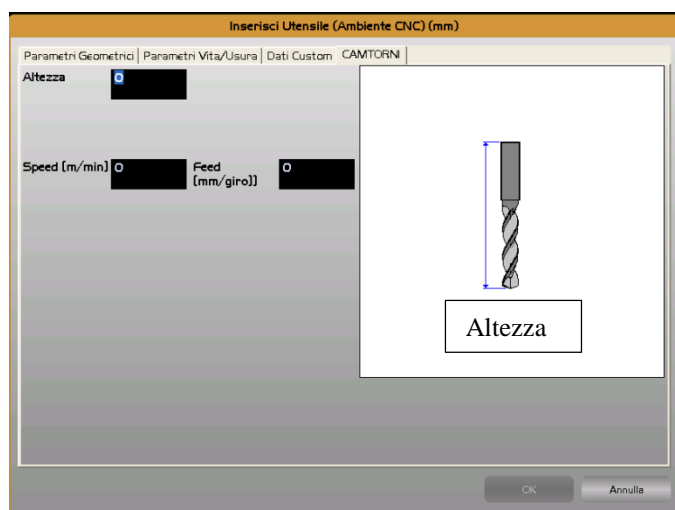 Inserisci Utensile (Ambiente CNC) (mm)
Parametri Geometrici Parametri Vita/Usura Dati Custom CAMTORNI
Altezza 0
Speed [m/min] 0 Feed [mm/giro]] 0
Altezza
OK Annulla